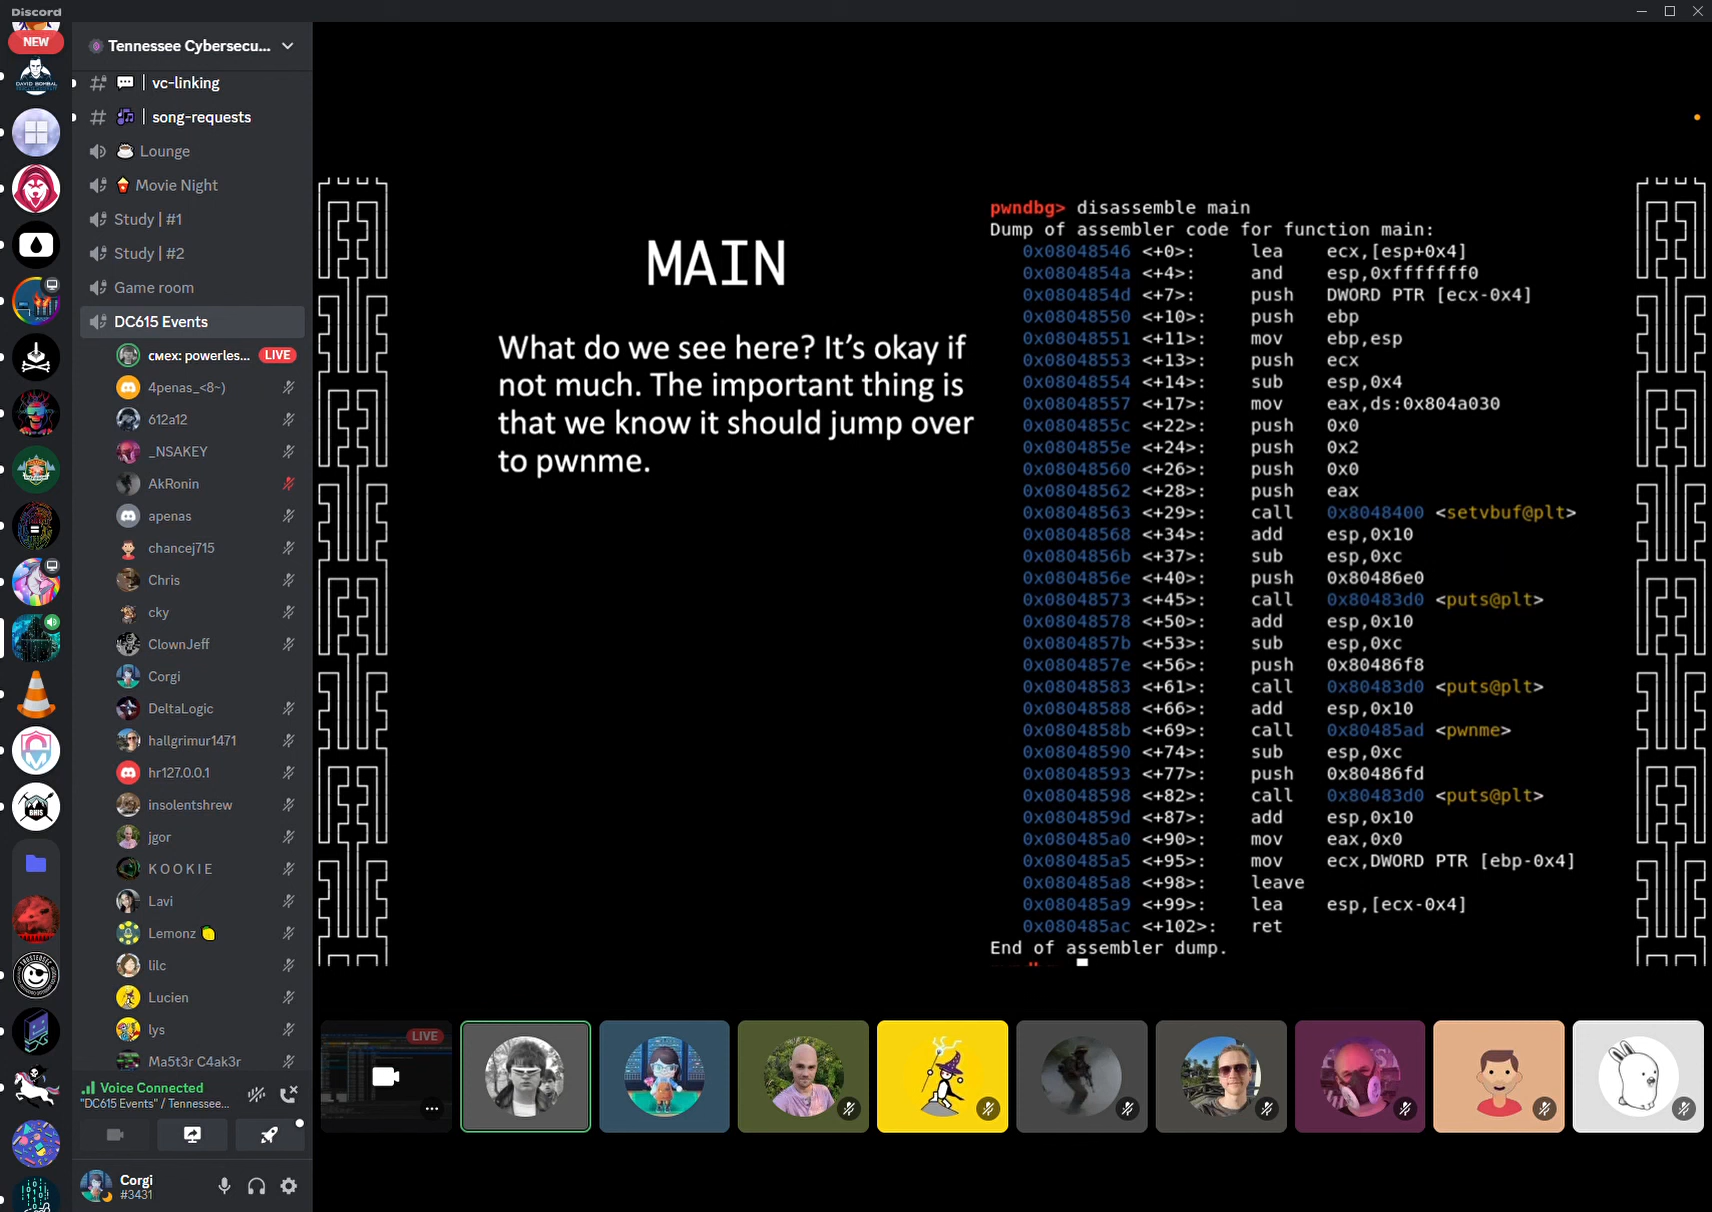 Discord
NEW
Tennessee Cybersecu...
vc-linking
song-requests
Lounge
Movie Night
Study | #1
Study | #2
Game room
DC615 Events
смех: powerles... LIVE
4penas_<8~)
612a12
_NSAKEY
AkRonin
apenas
chancej715
Chris
cky
ClownJeff
Corgi
DeltaLogic
hallgrimur1471
hr127.0.0.1
insolentshrew
jgor
K O O K I E
Lavi
Lemonz
lilc
Lucien
lys
Ma5t3r C4ak3r
Voice Connected
"DC615 Events" / Tennessee...
Corgi
#3431
DAVID BOMBAL
BHIS
MAIN
What do we see here? It's okay if
not much. The important thing is
that we know it should jump over
to pwnme.
pwndbg> disassemble main
Dump of assembler code for function main:
0x08048546 <+0>: lea ecx,[esp+0x4]
0x0804854a <+4>: and esp,0xfffffff0
0x0804854d <+7>: push DWORD PTR [ecx-0x4]
0x08048550 <+10>: push ebp
0x08048551 <+11>: mov ebp,esp
0x08048553 <+13>: push ecx
0x08048554 <+14>: sub esp,0x4
0x08048557 <+17>: mov eax,ds:0x804a030
0x0804855c <+22>: push 0x0
0x0804855e <+24>: push 0x2
0x08048560 <+26>: push 0x0
0x08048562 <+28>: push eax
0x08048563 <+29>: call 0x8048400 <setvbuf@plt>
0x08048568 <+34>: add esp,0x10
0x0804856b <+37>: sub esp,0xc
0x0804856e <+40>: push 0x80486e0
0x08048573 <+45>: call 0x80483d0 <puts@plt>
0x08048578 <+50>: add esp,0x10
0x0804857b <+53>: sub esp,0xc
0x0804857e <+56>: push 0x80486f8
0x08048583 <+61>: call 0x80483d0 <puts@plt>
0x08048588 <+66>: add esp,0x10
0x0804858b <+69>: call 0x80485ad <pwnme>
0x08048590 <+74>: sub esp,0xc
0x08048593 <+77>: push 0x80486fd
0x08048598 <+82>: call 0x80483d0 <puts@plt>
0x0804859d <+87>: add esp,0x10
0x080485a0 <+90>: mov eax,0x0
0x080485a5 <+95>: mov ecx,DWORD PTR [ebp-0x4]
0x080485a8 <+98>: leave
0x080485a9 <+99>: lea esp,[ecx-0x4]
0x080485ac <+102>: ret
End of assembler dump.
LIVE